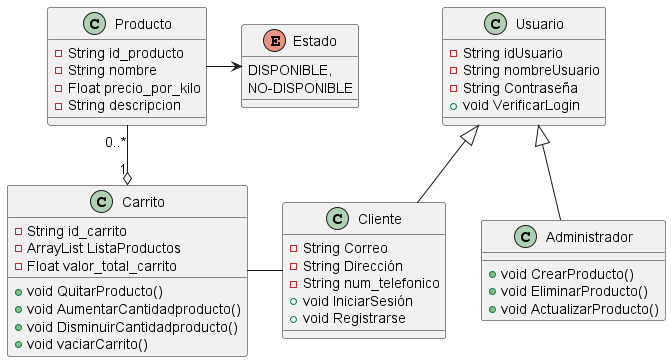 C Producto
String id_producto
String nombre
Float precio_por_kilo
String descripcion
E Estado
DISPONIBLE,
NO-DISPONIBLE
C Usuario
String idUsuario
String nombreUsuario
String Contraseña
void VerificarLogin
0..*
1
C Carrito
String id_carrito
ArrayList ListaProductos
Float valor_total_carrito
void QuitarProducto()
void AumentarCantidadproducto()
void DisminuirCantidadproducto()
void vaciarCarrito()
C Cliente
String Correo
String Dirección
String num_telefonico
void IniciarSesión
void Registrarse
C Administrador
void CrearProducto()
void EliminarProducto()
void ActualizarProducto()